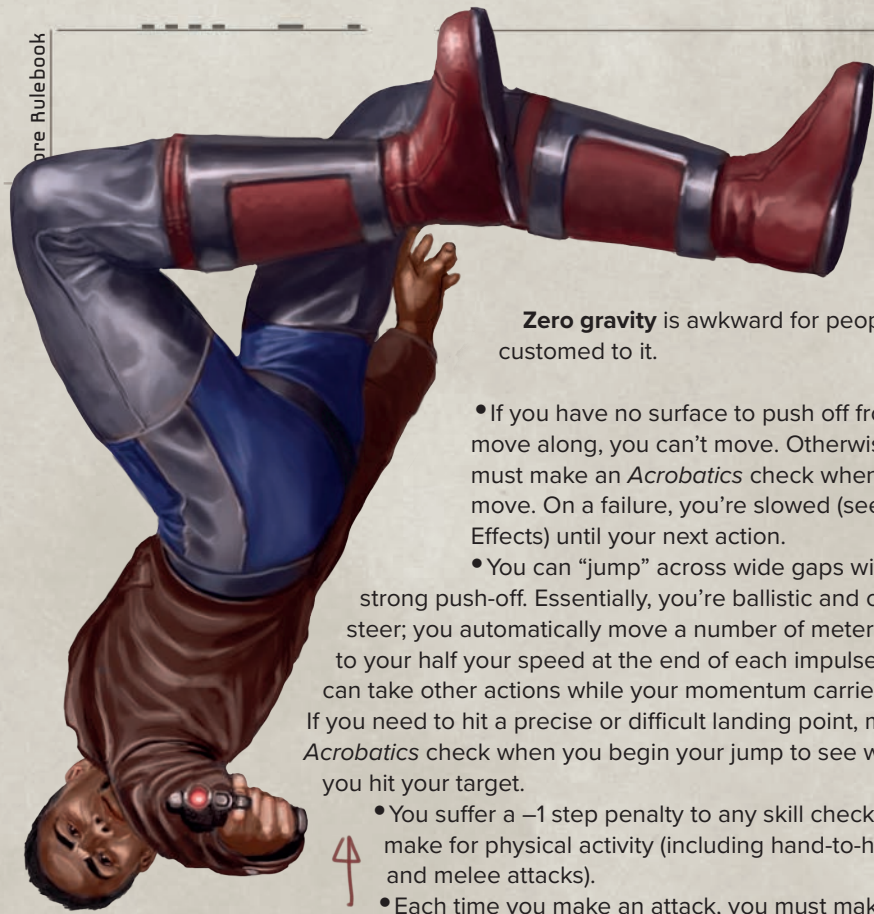 ore Rulebook
Zero gravity is awkward for peop
customed to it.
• If you have no surface to push off fro
move along, you can't move. Otherwis
must make an Acrobatics check when
move. On a failure, you're slowed (see
Effects) until your next action.
• You can “jump” across wide gaps wi
strong push-off. Essentially, you're ballistic and c
steer; you automatically move a number of meter
to your half your speed at the end of each impulse
can take other actions while your momentum carrie
If you need to hit a precise or difficult landing point, m
Acrobatics check when you begin your jump to see w
you hit your target.
• You suffer a –1 step penalty to any skill check
make for physical activity (including hand-to-h
and melee attacks).
• Each time you make an attack, you must mak